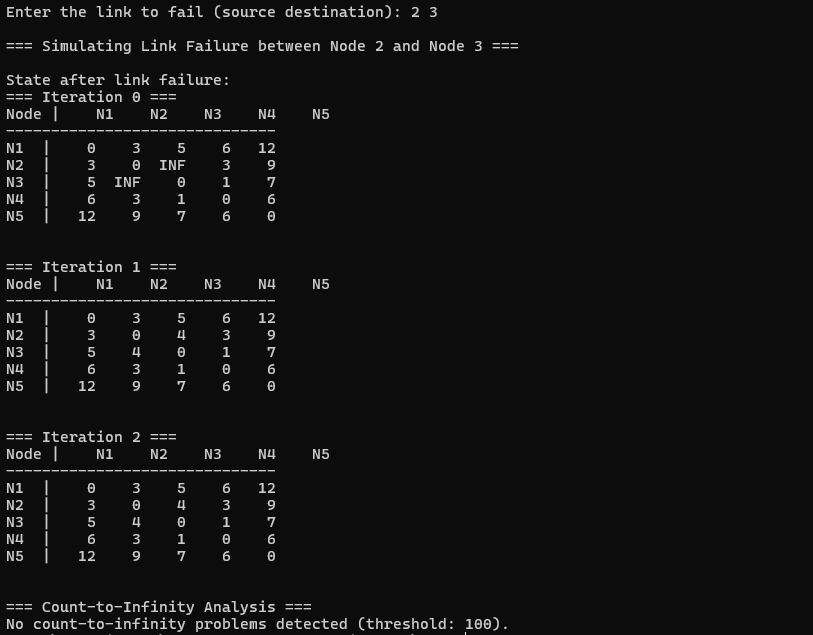 Enter the link to fail (source destination): 2 3
=== Simulating Link Failure between Node 2 and Node 3 ===
State after link failure:
=== Iteration 0 ===
Node |    N1    N2    N3    N4    N5
------------------------------
N1  |    0    3    5    6   12
N2  |    3    0  INF    3    9
N3  |    5  INF    0    1    7
N4  |    6    3    1    0    6
N5  |   12    9    7    6    0
=== Iteration 1 ===
Node |    N1    N2    N3    N4    N5
------------------------------
N1  |    0    3    5    6   12
N2  |    3    0    4    3    9
N3  |    5    4    0    1    7
N4  |    6    3    1    0    6
N5  |   12    9    7    6    0
=== Iteration 2 ===
Node |    N1    N2    N3    N4    N5
------------------------------
N1  |    0    3    5    6   12
N2  |    3    0    4    3    9
N3  |    5    4    0    1    7
N4  |    6    3    1    0    6
N5  |   12    9    7    6    0
=== Count-to-Infinity Analysis ===
No count-to-infinity problems detected (threshold: 100).